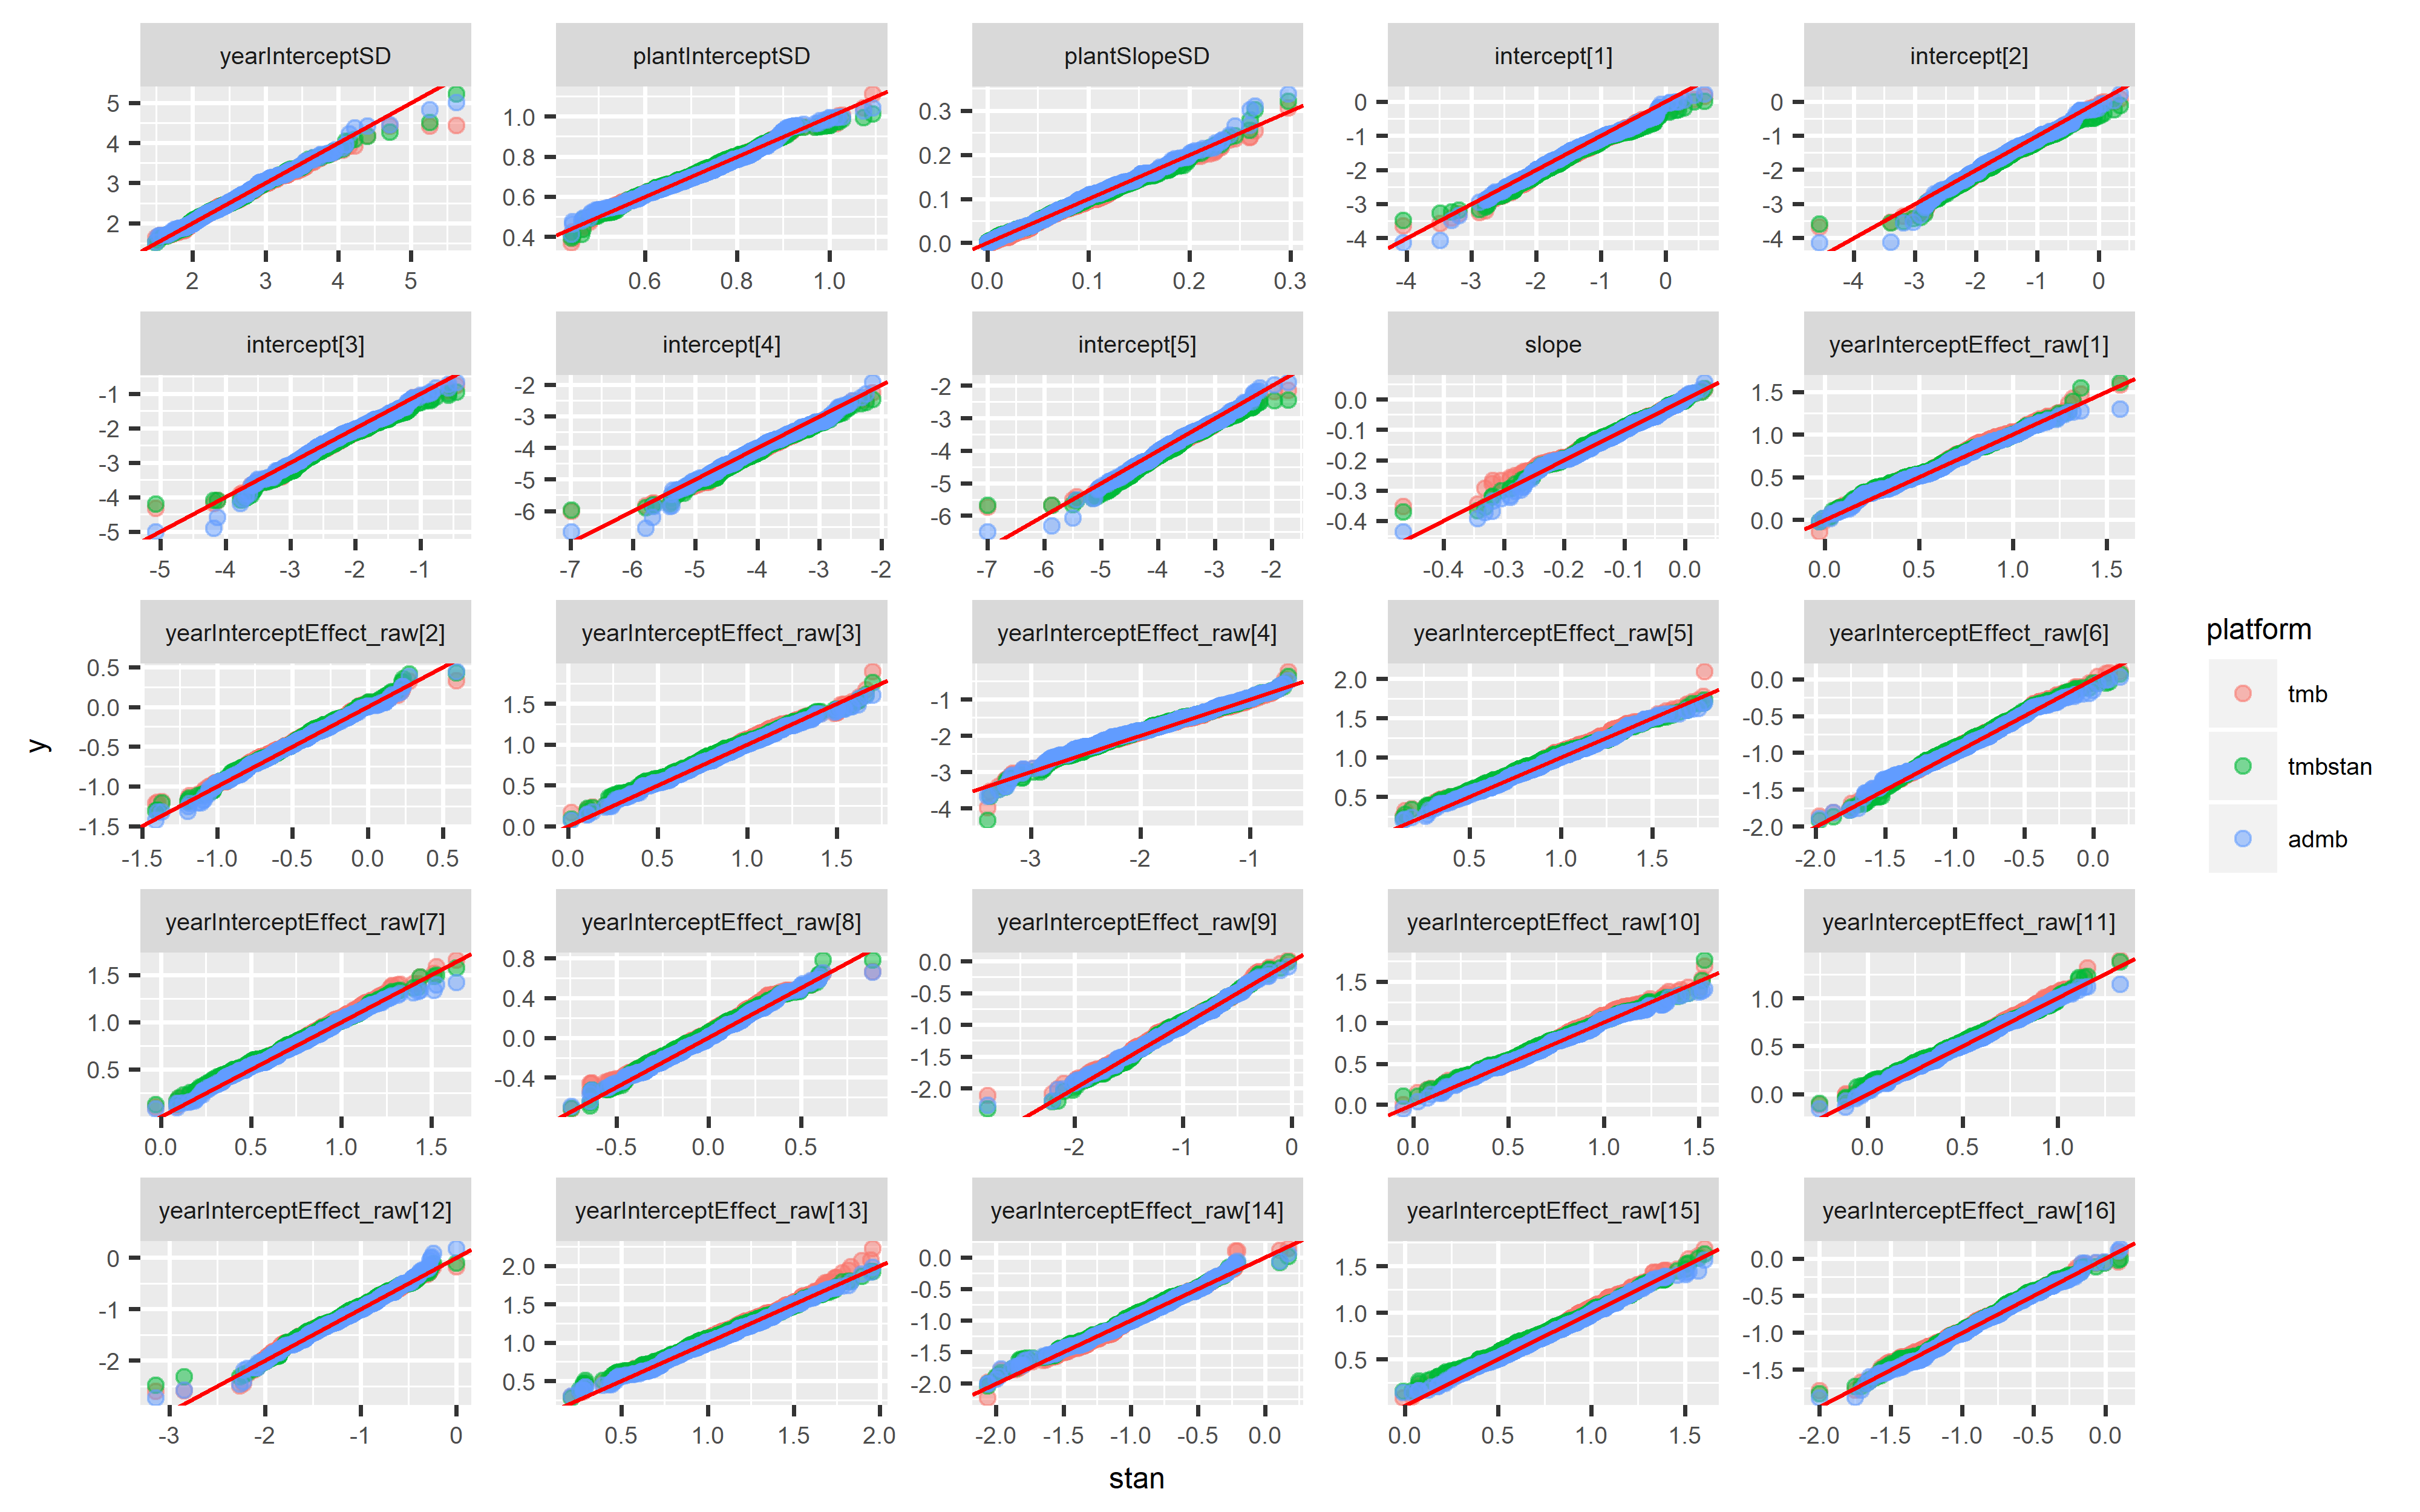 yearInterceptSD plantInterceptSD plantSlopeSD intercept[1] intercept[2]
5 4 3 2
2 3 4 5
1.0 0.8 0.6 0.4
0.6 0.8 1.0
0.3 0.2 0.1 0.0
0.0 0.1 0.2 0.3
0 -1 -2 -3 -4
-4 -3 -2 -1 0
0 -1 -2 -3 -4
-4 -3 -2 -1 0
intercept[3] intercept[4] intercept[5] slope yearInterceptEffect_raw[1]
-1 -2 -3 -4 -5
-5 -4 -3 -2 -1
-2 -3 -4 -5 -6
-7 -6 -5 -4 -3 -2
-2 -3 -4 -5 -6
-7 -6 -5 -4 -3 -2
0.0 -0.1 -0.2 -0.3 -0.4
-0.4 -0.3 -0.2 -0.1 0.0
1.5 1.0 0.5 0.0
0.0 0.5 1.0 1.5
yearInterceptEffect_raw[2] yearInterceptEffect_raw[3] yearInterceptEffect_raw[4] yearInterceptEffect_raw[5] yearInterceptEffect_raw[6]
0.5 0.0 -0.5 -1.0 -1.5
-1.5 -1.0 -0.5 0.0 0.5
1.5 1.0 0.5 0.0
0.0 0.5 1.0 1.5
-1 -2 -3 -4
-3 -2 -1
2.0 1.5 1.0 0.5
0.5 1.0 1.5
0.0 -0.5 -1.0 -1.5 -2.0
-2.0 -1.5 -1.0 -0.5 0.0
yearInterceptEffect_raw[7] yearInterceptEffect_raw[8] yearInterceptEffect_raw[9] yearInterceptEffect_raw[10] yearInterceptEffect_raw[11]
1.5 1.0 0.5
0.0 0.5 1.0 1.5
0.8 0.4 0.0 -0.4
-0.5 0.0 0.5
0.0 -0.5 -1.0 -1.5 -2.0
-2 -1 0
1.5 1.0 0.5 0.0
0.0 0.5 1.0 1.5
1.0 0.5 0.0
0.0 0.5 1.0
yearInterceptEffect_raw[12] yearInterceptEffect_raw[13] yearInterceptEffect_raw[14] yearInterceptEffect_raw[15] yearInterceptEffect_raw[16]
0 -1 -2
-3 -2 -1 0
2.0 1.5 1.0 0.5
0.5 1.0 1.5 2.0
0.0 -0.5 -1.0 -1.5 -2.0
-2.0 -1.5 -1.0 -0.5 0.0
1.5 1.0 0.5
0.0 0.5 1.0 1.5
0.0 -0.5 -1.0 -1.5
-2.0 -1.5 -1.0 -0.5 0.0
y
stan
platform
tmb
tmbstan
admb